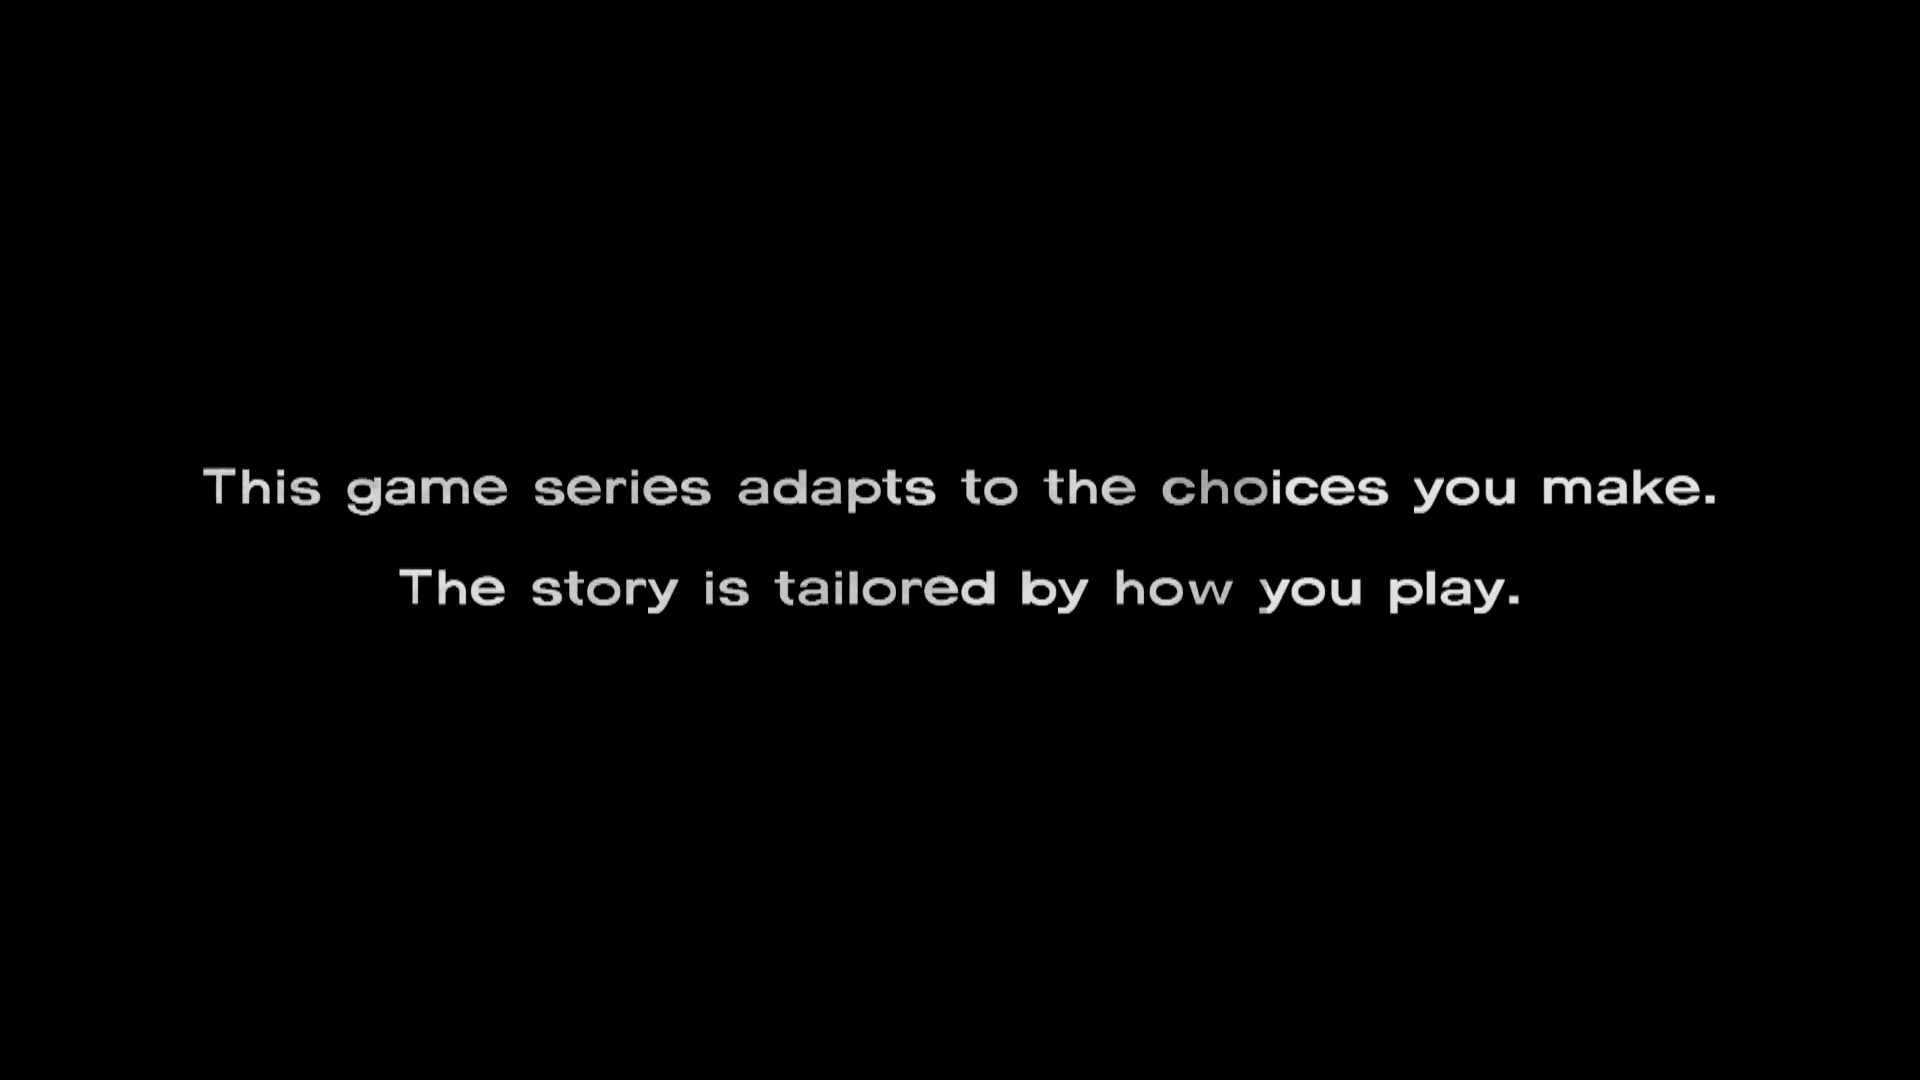 This game series adapts to the choices you make.
The story is tailored by how you play.